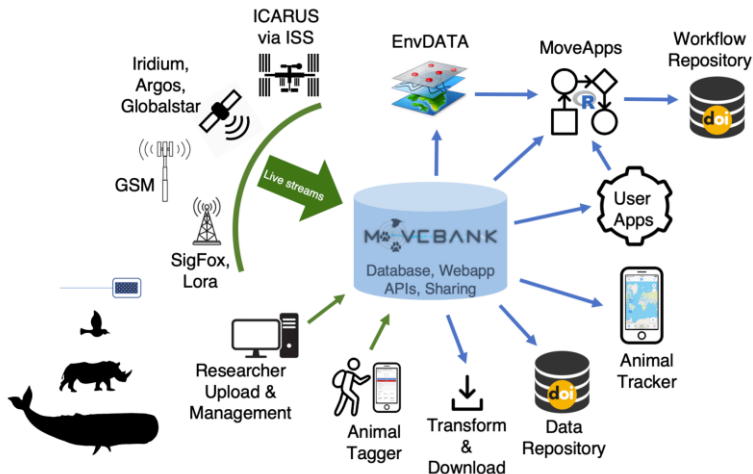 ICARUS
via ISS
Iridium,
Argos,
Globalstar
GSM
SigFox,
Lora
Live streams
EnvDATA
MoveApps
R
Workflow
Repository
doi
User
Apps
MOVEBANK
Database, Webapp
APIs, Sharing
Researcher
Upload &
Management
Animal
Tagger
Transform
&
Download
doi
Data
Repository
Animal
Tracker